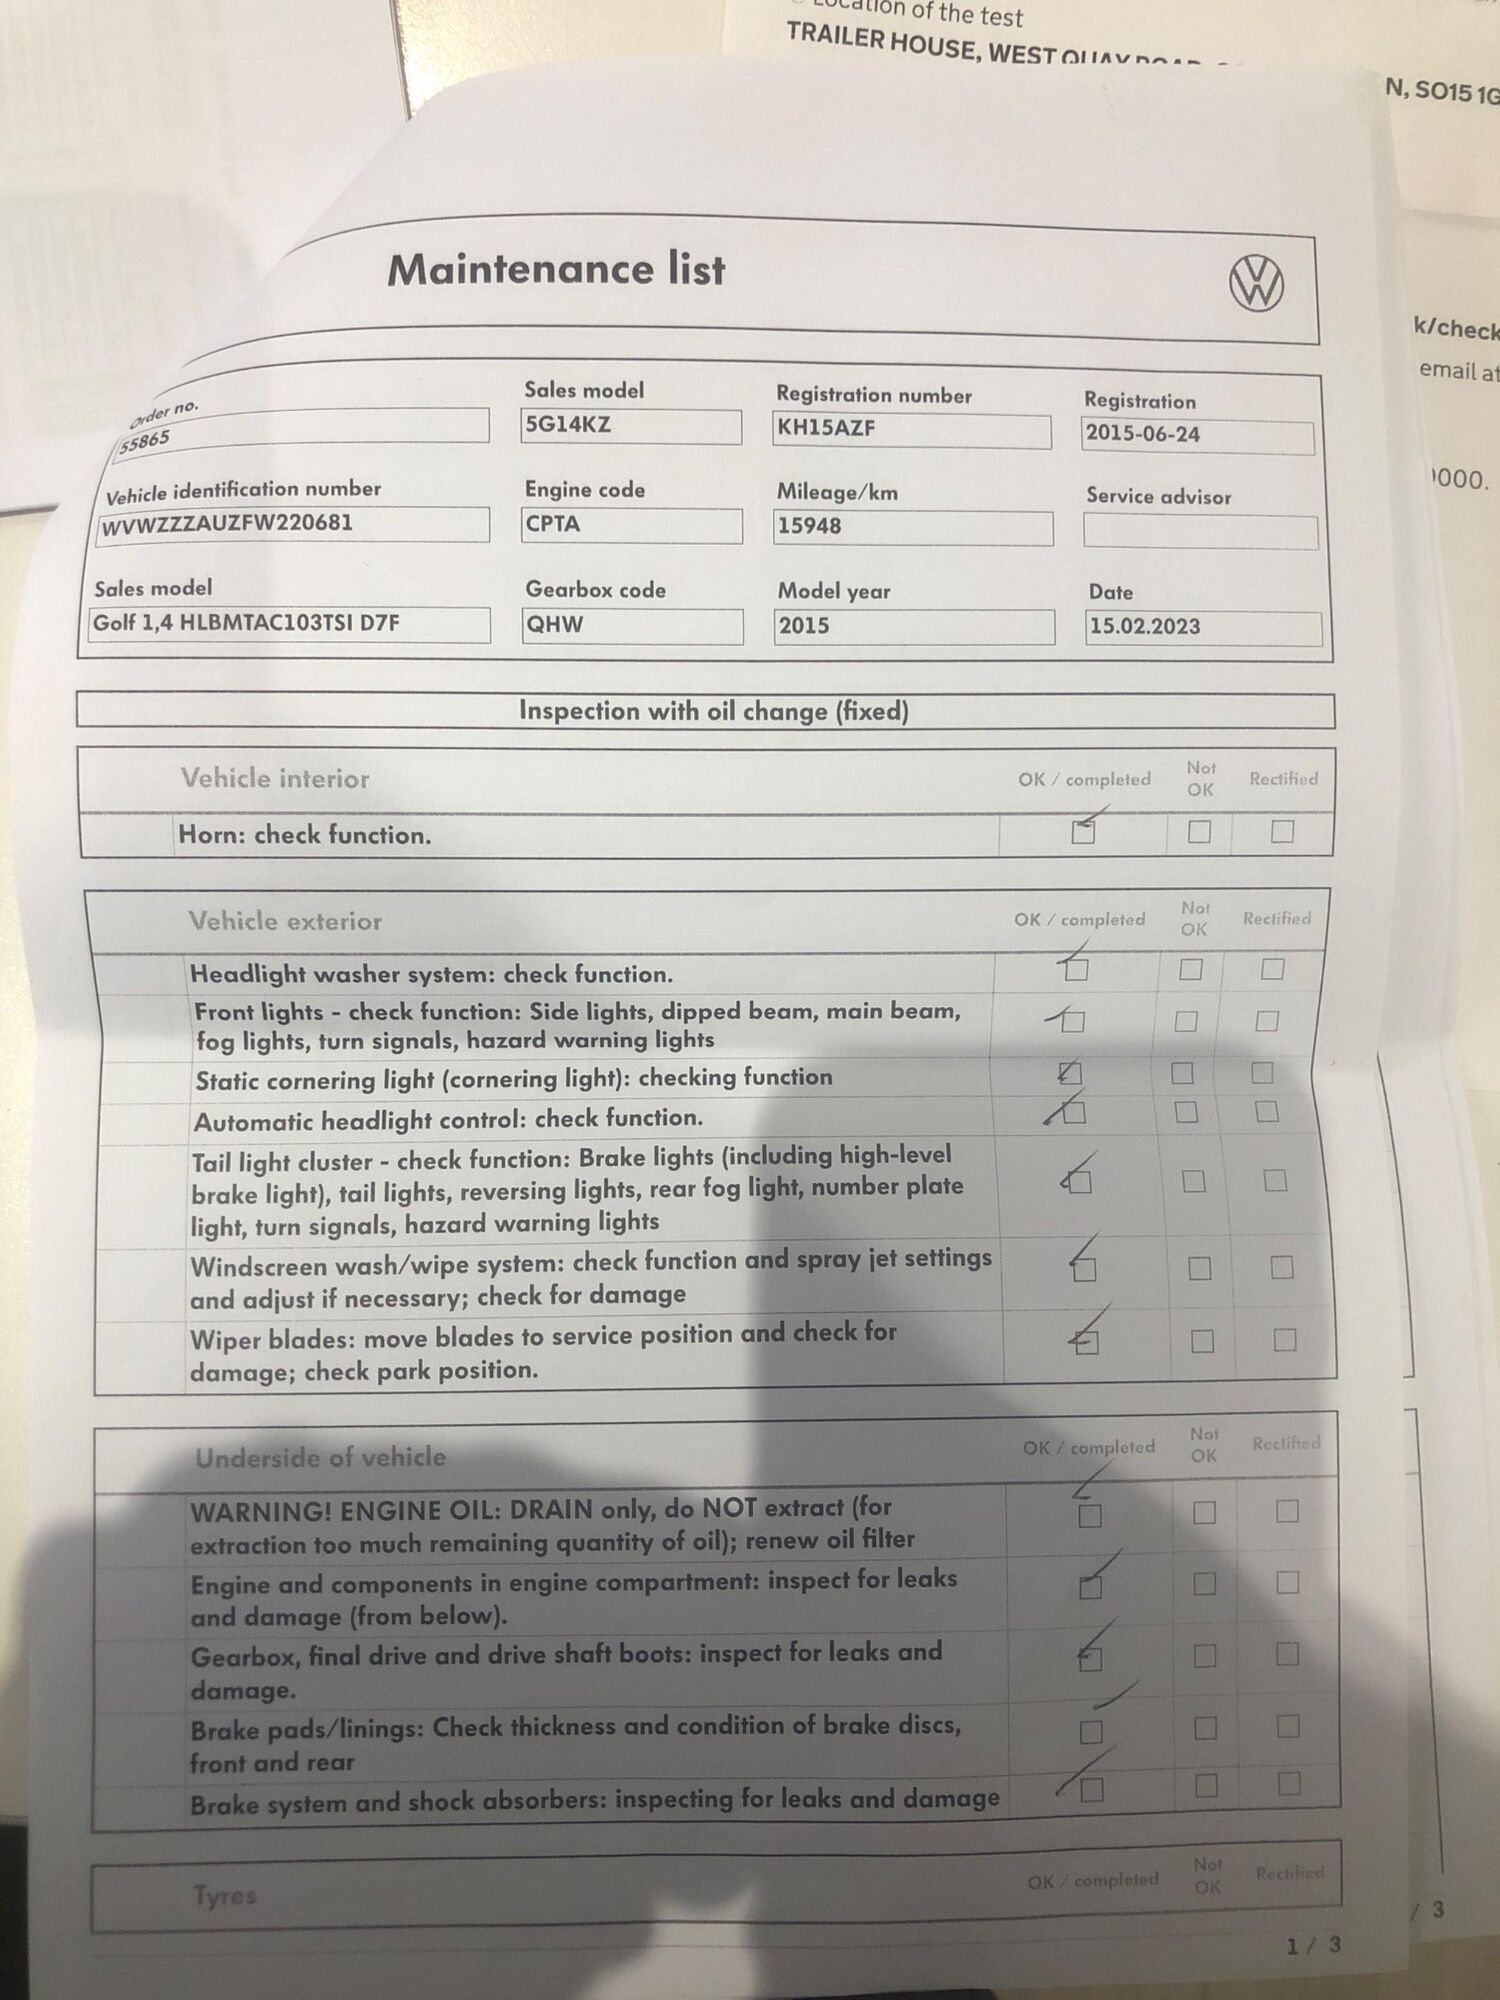 Location of the test
TRAILER HOUSE, WEST QUAY ROAD,
N, SO15 1G
k/check
email at
0000.
Maintenance list
Order no.
55865
Sales model
5G14KZ
Registration number
KH15AZF
Registration
2015-06-24
Vehicle identification number
WVWZZZAUZFW220681
Engine code
CPTA
Mileage/km
15948
Service advisor
Sales model
Golf 1,4 HLBMTAC103TSI D7F
Gearbox code
QHW
Model year
2015
Date
15.02.2023
Inspection with oil change (fixed)
Vehicle interior
OK / completed
Not
OK
Rectified
Horn: check function.
Vehicle exterior
OK / completed
Not
OK
Rectified
Headlight washer system: check function.
Front lights - check function: Side lights, dipped beam, main beam,
fog lights, turn signals, hazard warning lights
Static cornering light (cornering light): checking function
Automatic headlight control: check function.
Tail light cluster - check function: Brake lights (including high-level
brake light), tail lights, reversing lights, rear fog light, number plate
light, turn signals, hazard warning lights
Windscreen wash/wipe system: check function and spray jet settings
and adjust if necessary; check for damage
Wiper blades: move blades to service position and check for
damage; check park position.
Underside of vehicle
OK / completed
Not
OK
Rectified
WARNING! ENGINE OIL: DRAIN only, do NOT extract (for
extraction too much remaining quantity of oil); renew oil filter
Engine and components in engine compartment: inspect for leaks
and damage (from below).
Gearbox, final drive and drive shaft boots: inspect for leaks and
damage.
Brake pads/linings: Check thickness and condition of brake discs,
front and rear
Brake system and shock absorbers: inspecting for leaks and damage
Tyres
OK / completed
Not
OK
Rectified
/ 3
1 / 3